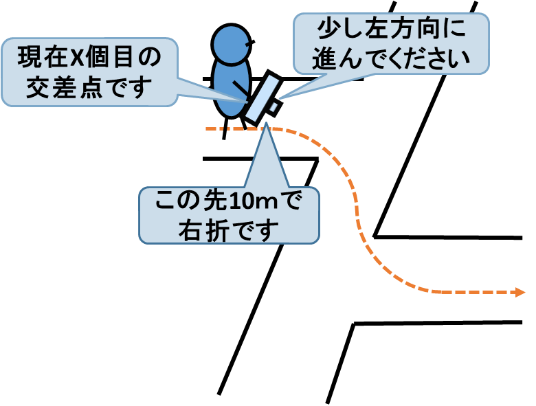 現在X個目の
交差点です
少し左方向に
進んでください
この先10mで
右折です